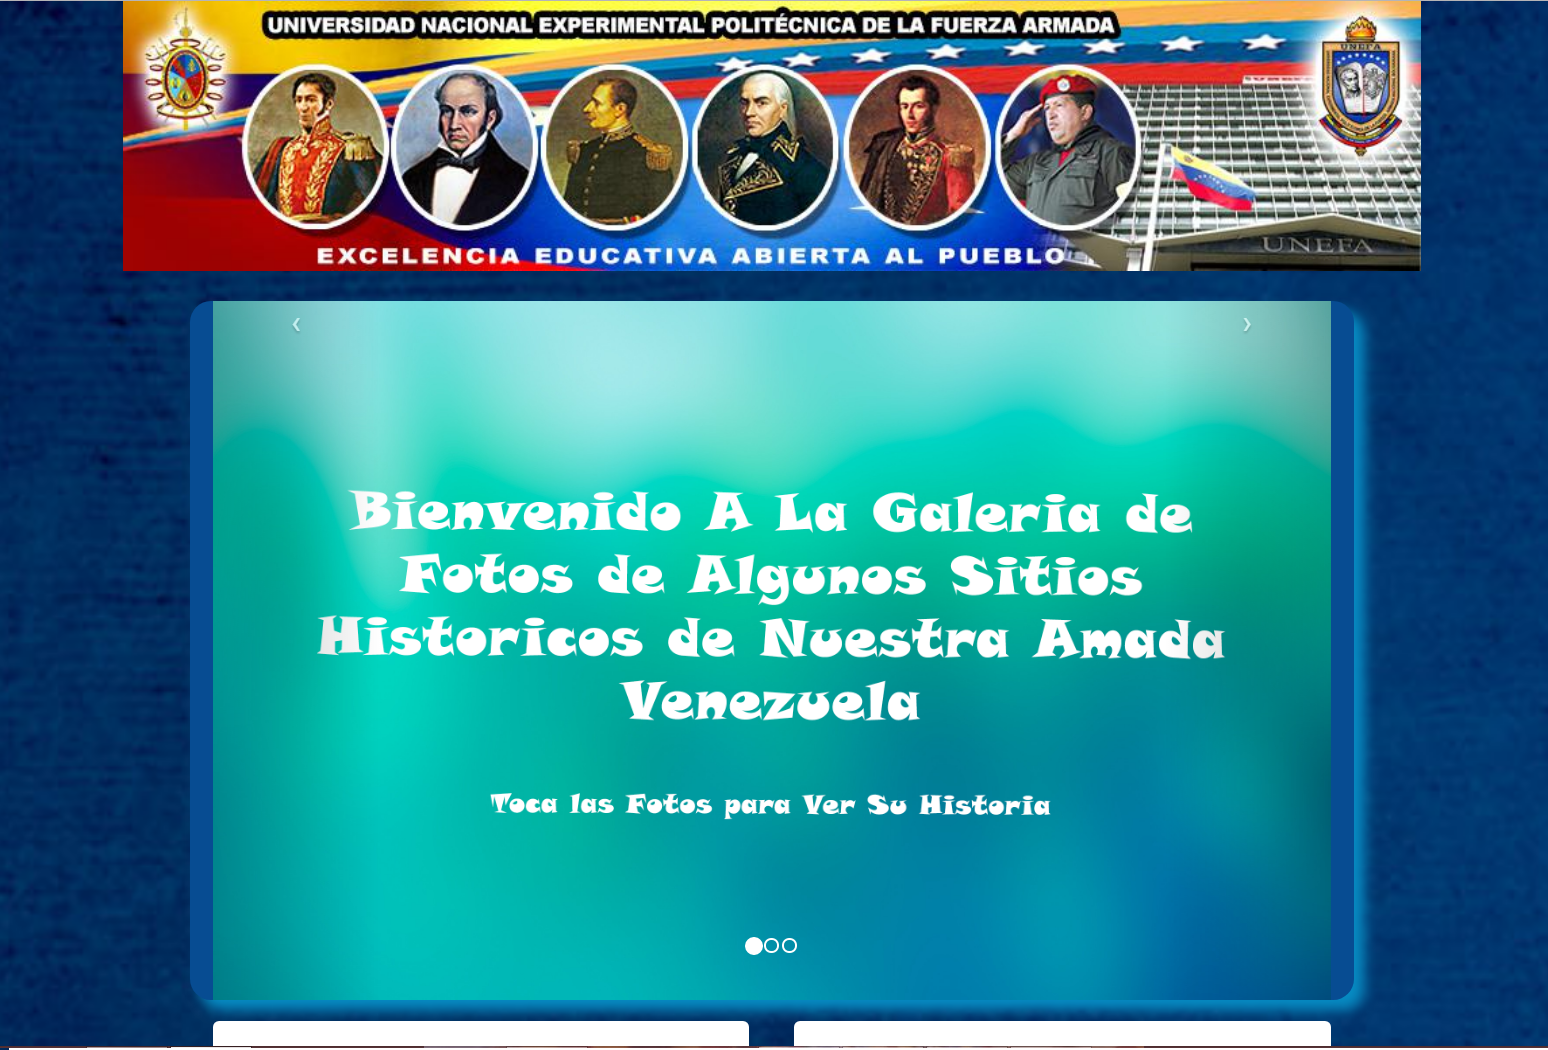 UNIVERSIDAD NACIONAL EXPERIMENTAL POLITÉCNICA DE LA FUERZA ARMADA
UNEFA
EXCELENCIA EDUCATIVA ABIERTA AL PUEBLO
UNEFA
Bienvenido A La Galeria de
Fotos de Algunos Sitios
Historicos de Nuestra Amada
Venezuela
Toca las Fotos para Ver Su Historia